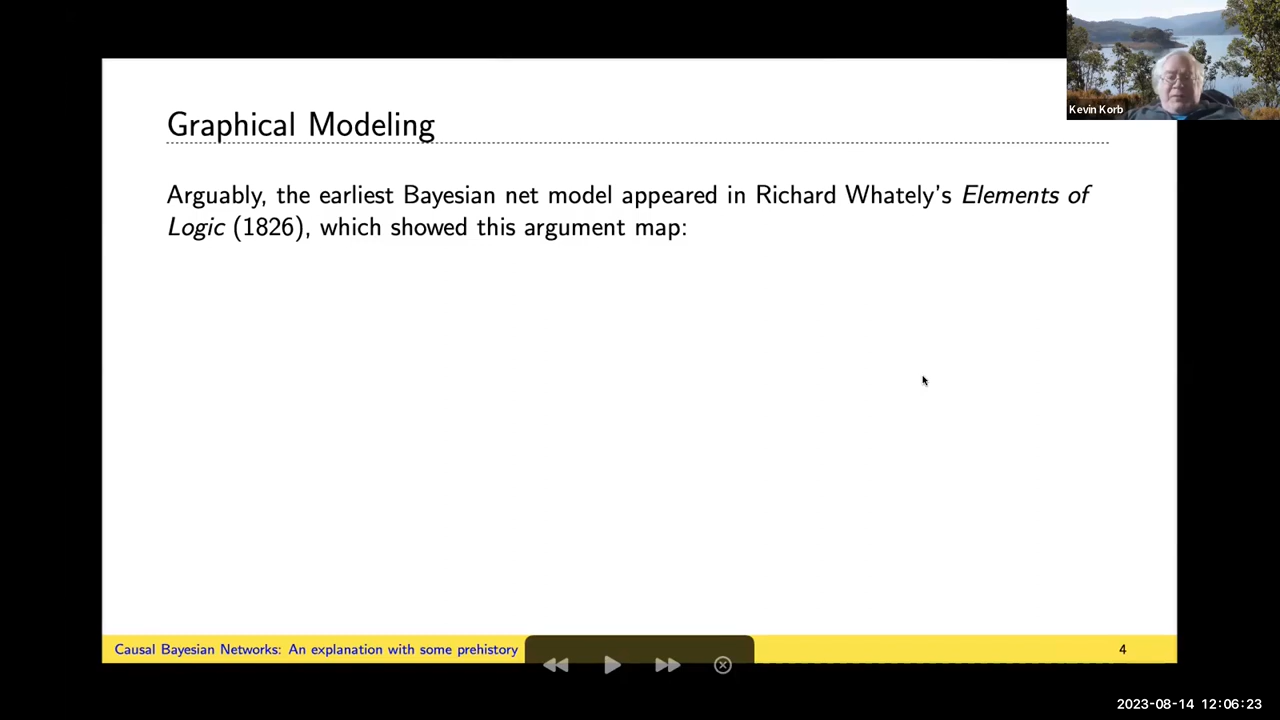 Kevin Korb
Graphical Modeling
Arguably, the earliest Bayesian net model appeared in Richard Whately's Elements of
Logic (1826), which showed this argument map:
Causal Bayesian Networks: An explanation with some prehistory
4
2023-08-14 12:06:23